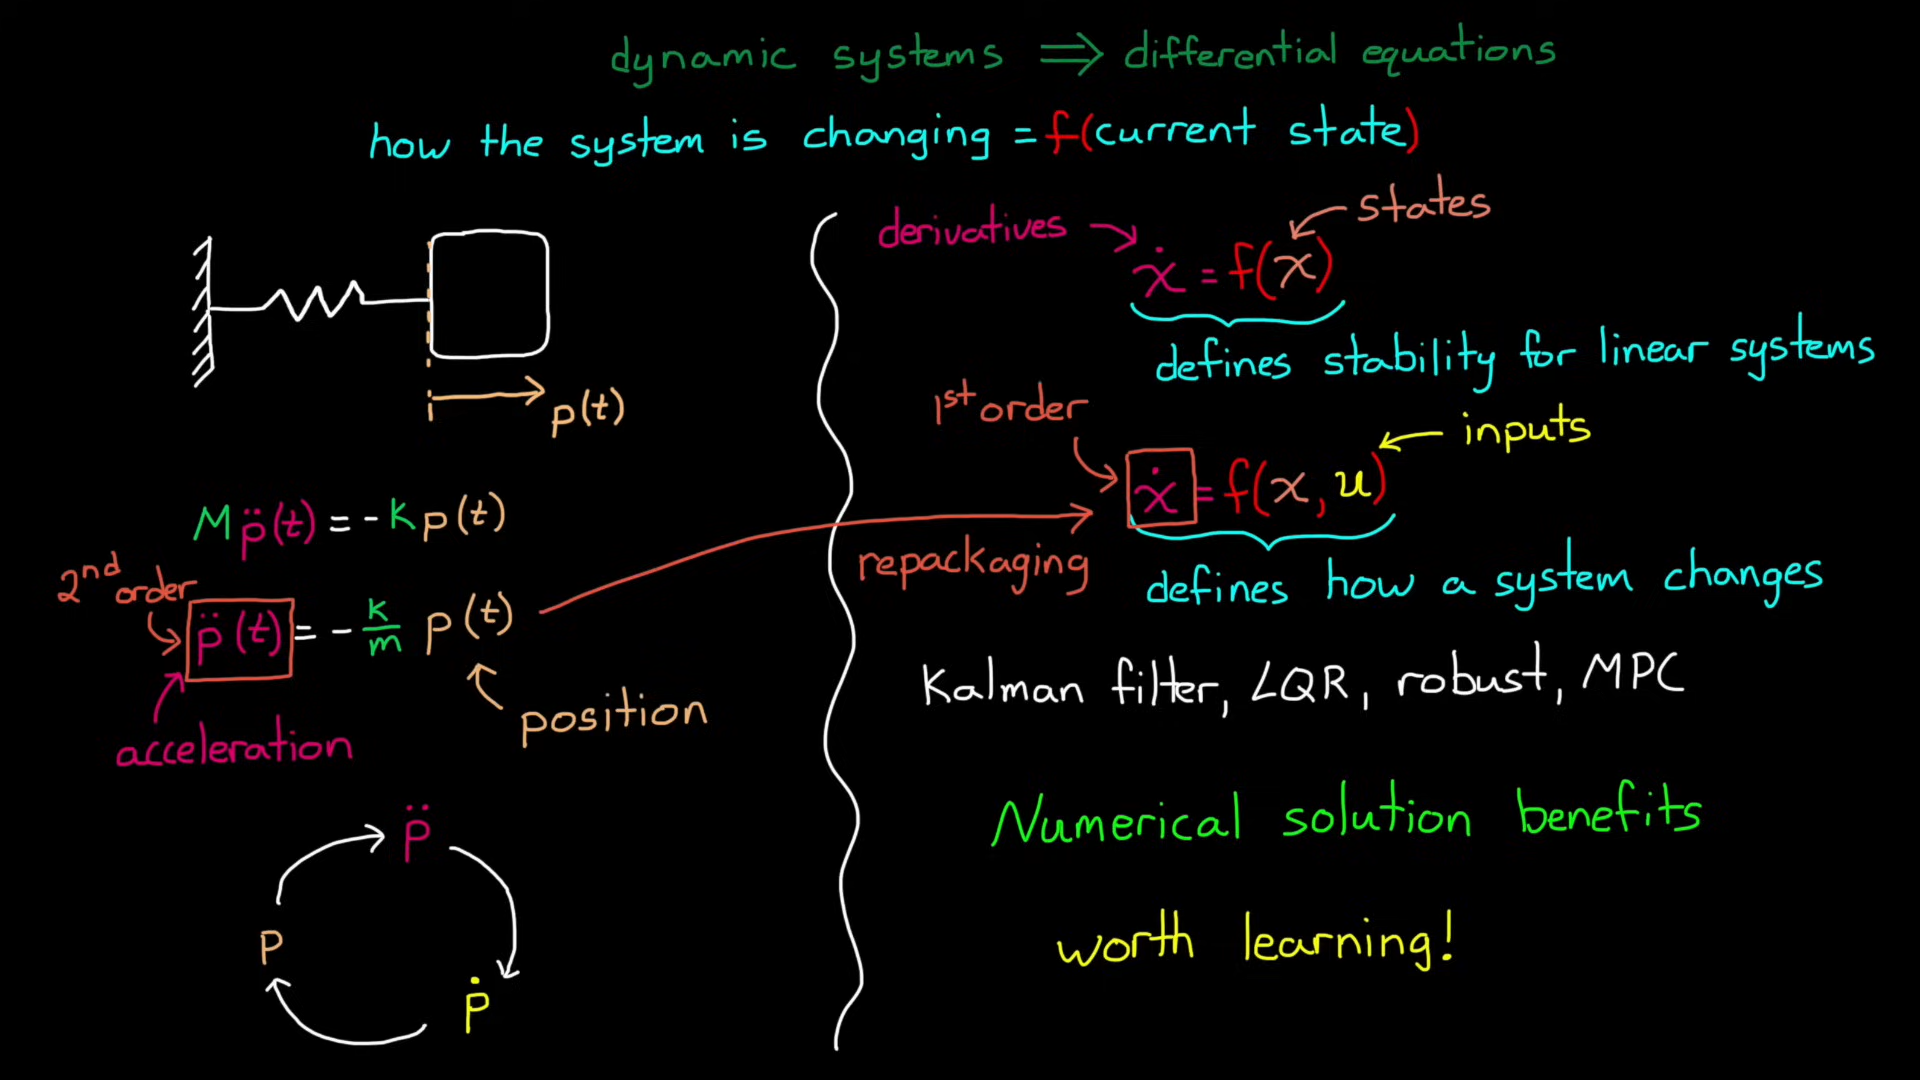 dynamic systems ⟹ differential equations
how the system is changing = f(current state)
p(t)
M p̈(t) = - K p(t)
2nd order
p̈(t) = - k/m p(t)
acceleration
position
p̈
p
ṗ
derivatives
states
ẋ = f(x)
defines stability for linear systems
1st order
inputs
ẋ = f(x, u)
repackaging
defines how a system changes
Kalman filter, LQR, robust, MPC
Numerical solution benefits
worth learning!